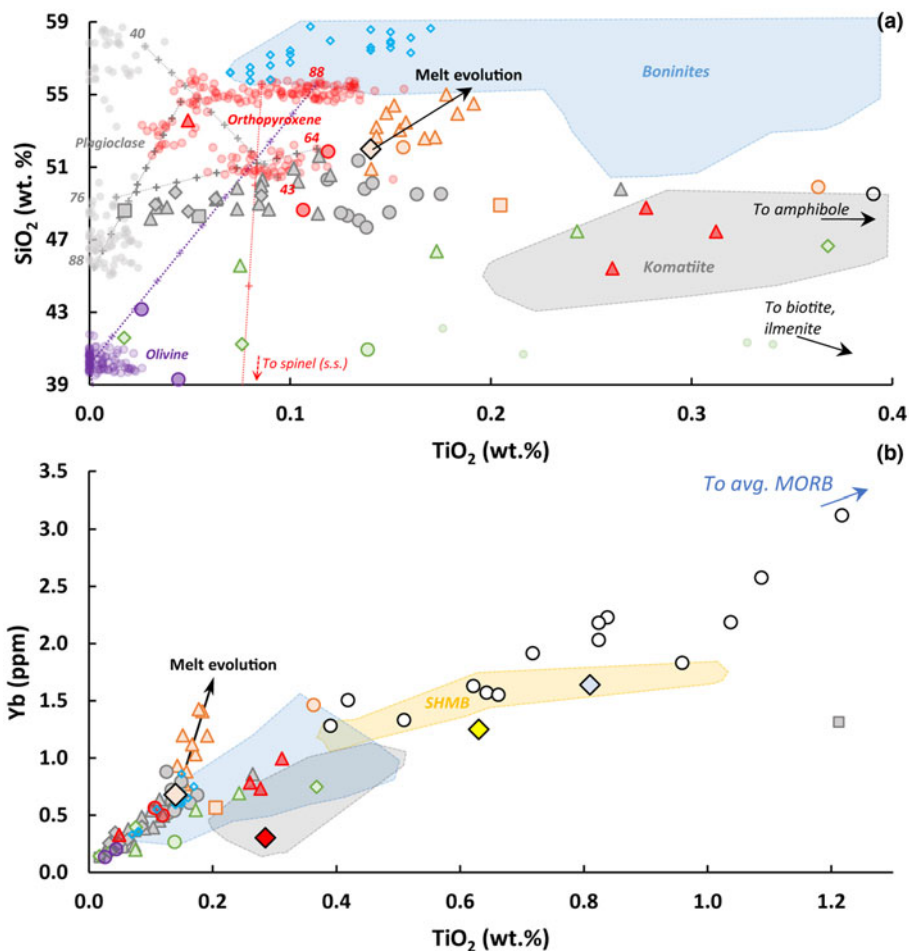 (a)
59
55
51
47
43
39
SiO₂ (wt. %)
40
88
Boninites
Melt evolution
Orthopyroxene
Plagioclase
64
76
43
To amphibole
Komatiite
88
To biotite,
ilmenite
Olivine
To spinel (s.s.)
0.0
0.1
0.2
0.3
0.4
TiO₂ (wt.%)
(b)
3.5
3.0
2.5
2.0
1.5
1.0
0.5
0.0
Yb (ppm)
To avg. MORB
Melt evolution
SHMB
0.0
0.2
0.4
0.6
0.8
1.0
1.2
TiO₂ (wt.%)